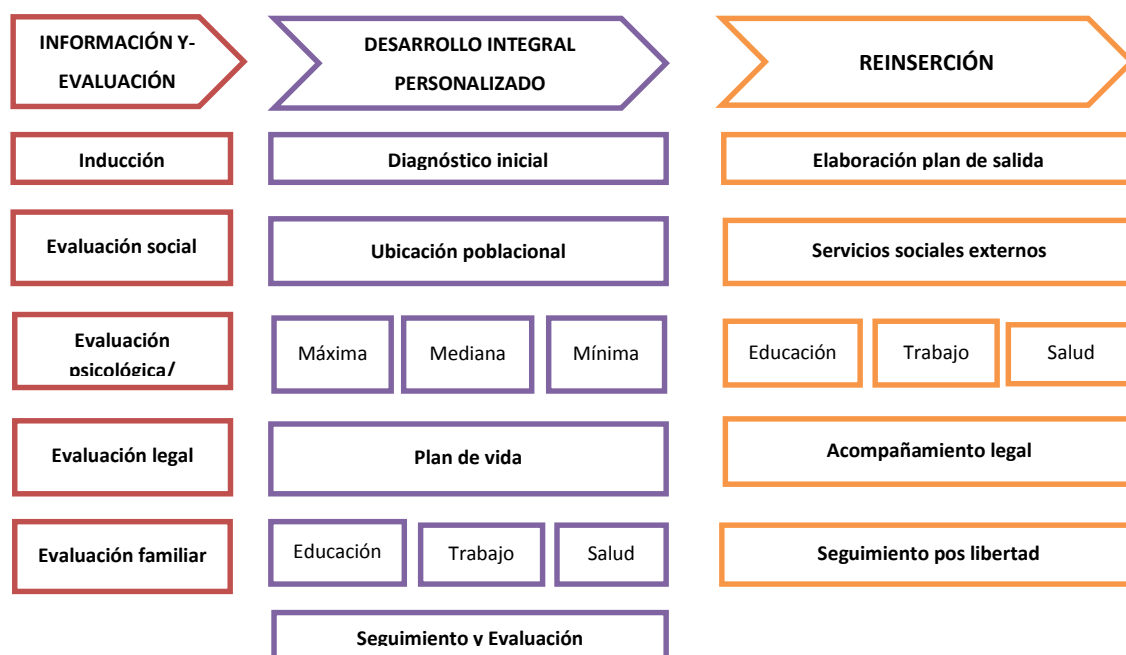 INFORMACIÓN Y-
EVALUACIÓN
Inducción
Evaluación social
Evaluación
psicológica/
Evaluación legal
Evaluación familiar
DESARROLLO INTEGRAL
PERSONALIZADO
Diagnóstico inicial
Ubicación poblacional
Máxima
Mediana
Mínima
Plan de vida
Educación
Trabajo
Salud
Seguimiento y Evaluación
REINSERCIÓN
Elaboración plan de salida
Servicios sociales externos
Educación
Trabajo
Salud
Acompañamiento legal
Seguimiento pos libertad